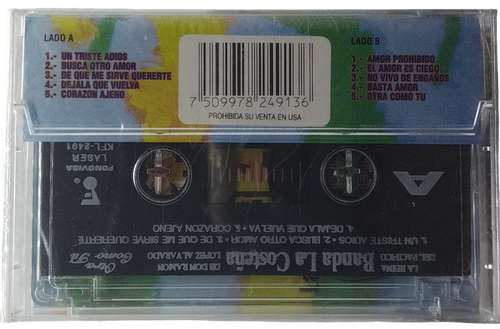 LADO A
1.- UN TRISTE ADIOS
2.- BUSCA OTRO AMOR
3.- DE QUE ME SIRVE QUERERTE
4.- DEJALA QUE VUELVA
5.- CORAZON AJENO
7 509978 249136
PROHIBIDA SU VENTA EN USA
LADO B
1.- AMOR PROHIBIDO
2.- EL AMOR ES CIEGO
3.- NO VIVO DE ENGAÑOS
4.- BASTA AMOR
5.- OTRA COMO TU
LA REINA
DEL PACIFICO
Banda La Costeña
DE DON RAMON
LOPEZ ALVARADO
Otra
Como Tú
1. UN TRISTE ADIOS • 2. BUSCA OTRO AMOR • 3. DE QUE ME SIRVE QUERERTE
4. DEJALA QUE VUELVA • 5. CORAZON AJENO
A
FONOVISA
LASER
KFL-2491